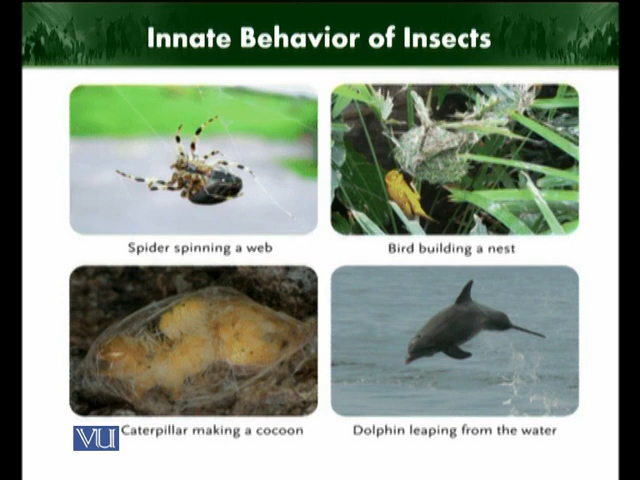 Innate Behavior of Insects
Spider spinning a web
Bird building a nest
Caterpillar making a cocoon
Dolphin leaping from the water
VU